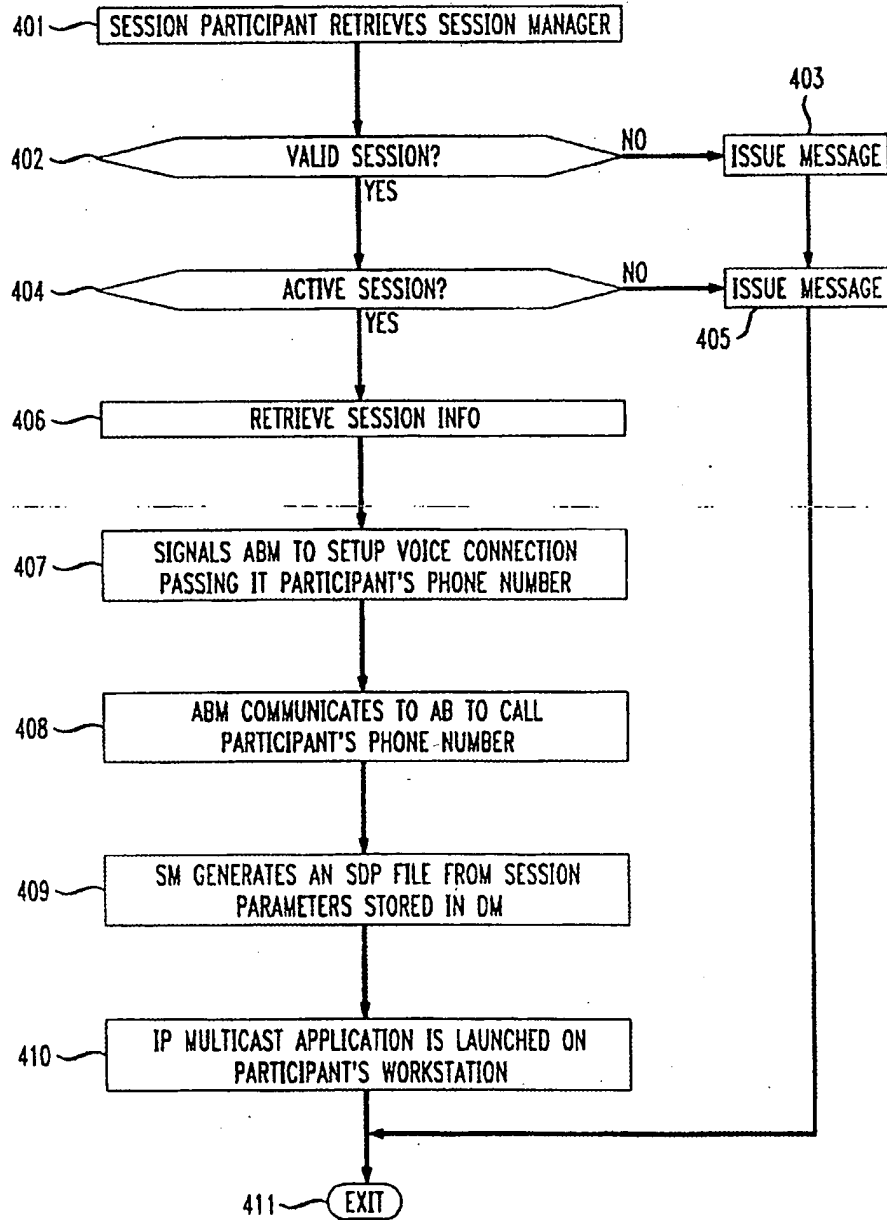 401 SESSION PARTICIPANT RETRIEVES SESSION MANAGER
403
402 VALID SESSION? NO ISSUE MESSAGE
YES
404 ACTIVE SESSION? NO ISSUE MESSAGE
YES 405
406 RETRIEVE SESSION INFO
407 SIGNALS ABM TO SETUP VOICE CONNECTION
PASSING IT PARTICIPANT'S PHONE NUMBER
408 ABM COMMUNICATES TO AB TO CALL
PARTICIPANT'S PHONE NUMBER
409 SM GENERATES AN SDP FILE FROM SESSION
PARAMETERS STORED IN DM
410 IP MULTICAST APPLICATION IS LAUNCHED ON
PARTICIPANT'S WORKSTATION
411 EXIT